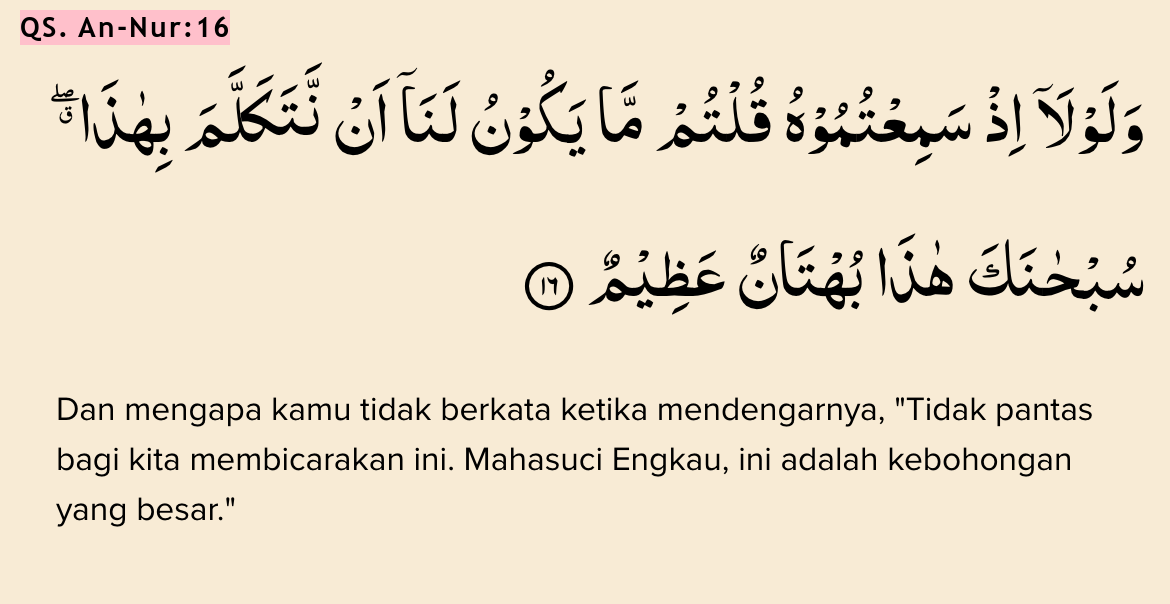 QS. An-Nur:16
وَلَوْلَآ اِذْ سَمِعْتُمُوْهُ قُلْتُمْ مَّا يَكُوْنُ لَنَآ اَنْ نَّتَكَلَّمَ بِهٰذَاۖ
سُبْحٰنَكَ هٰذَا بُهْتَانٌ عَظِيْمٌ ١٦
Dan mengapa kamu tidak berkata ketika mendengarnya, "Tidak pantas
bagi kita membicarakan ini. Mahasuci Engkau, ini adalah kebohongan
yang besar."